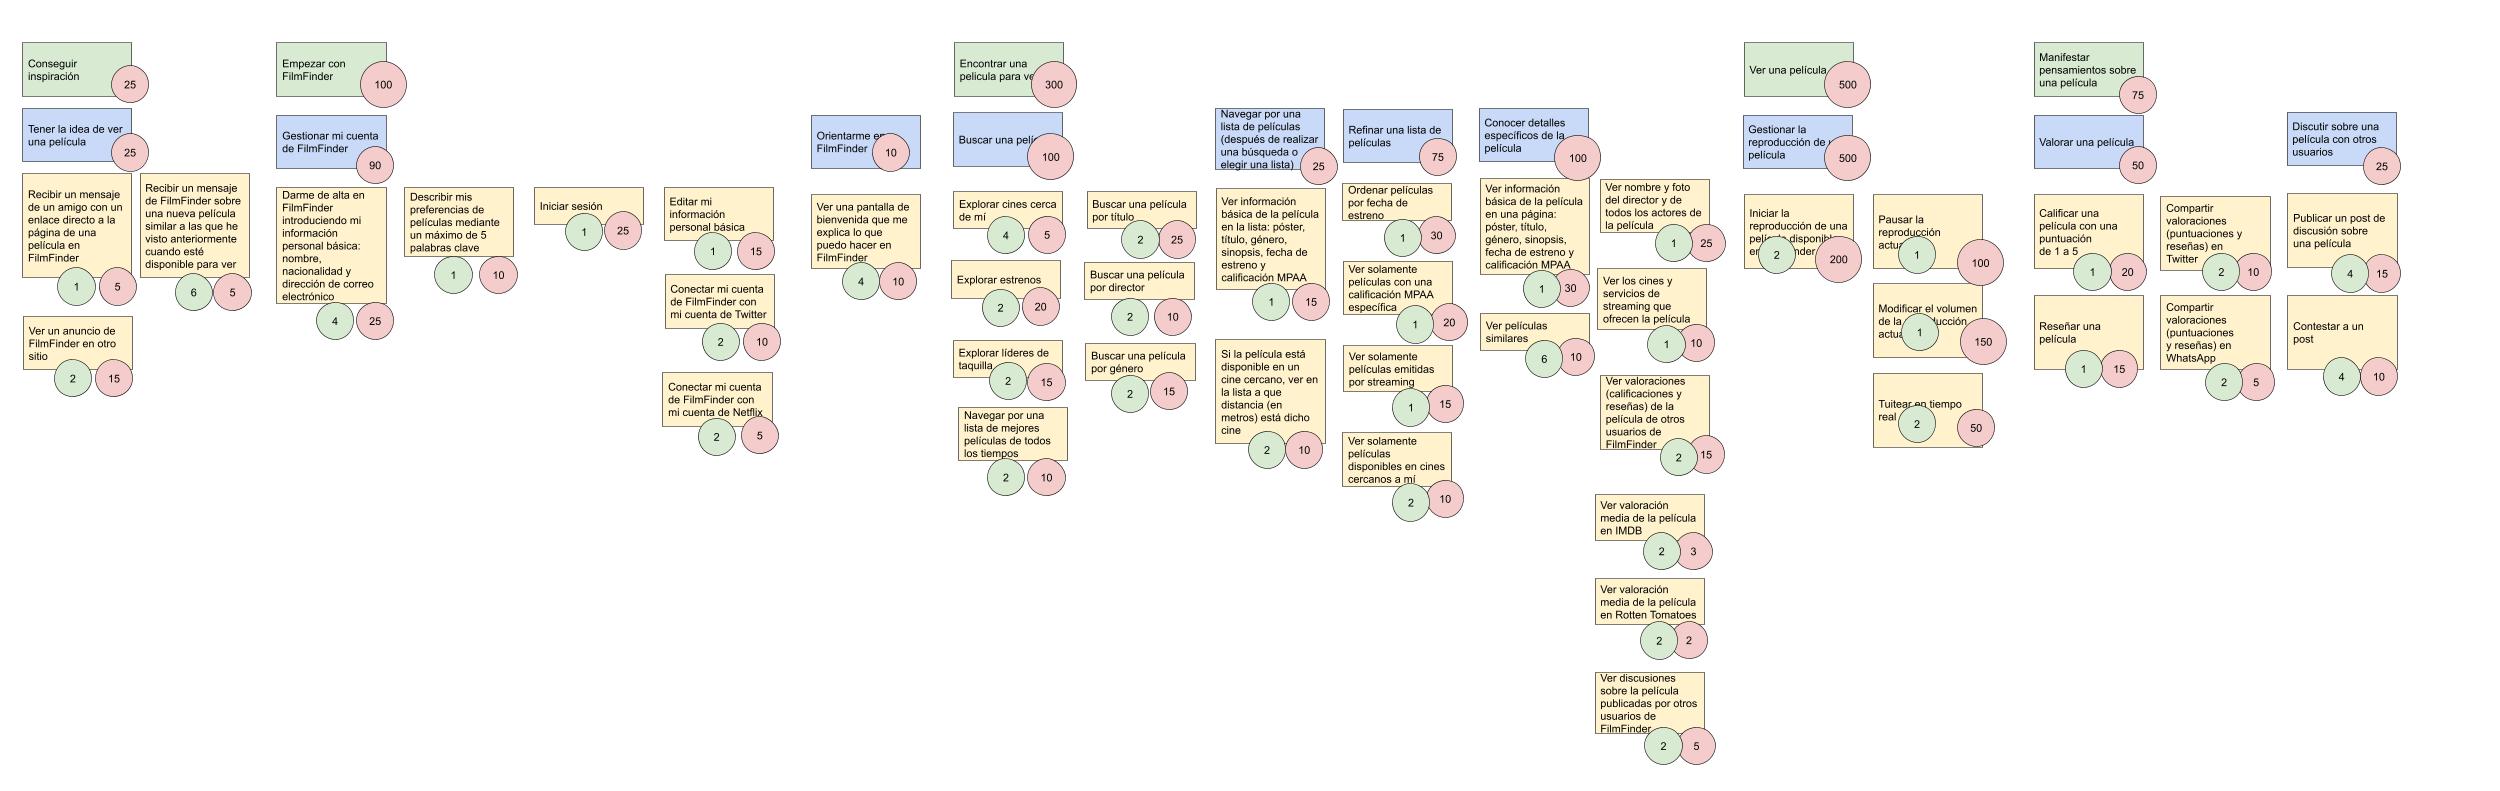 Conseguir
inspiración
25
Empezar con
FilmFinder
100
Encontrar una
pelicula para ve
300
Ver una película
500
Manifestar
pensamientos sobre
una película
75
Tener la idea de ver
una película
25
Gestionar mi cuenta
de FilmFinder
90
Orientarme en
FilmFinder
10
Buscar una
100
Navegar por una
lista de películas
(después de realizar
una búsqueda o
elegir una lista)
25
Refinar una lista de
películas
75
Conocer detalles
específicos de la
película
100
Gestionar la
reproducción de
película
500
Valorar una película
50
Discutir sobre una
película con otros
usuarios
25
Recibir un mensaje
de un amigo con un
enlace directo a la
página de una
película en
FilmFinder
1
5
Recibir un mensaje
de FilmFinder sobre
una nueva película
similar a las que he
visto anteriormente
cuando esté
disponible para ver
6
5
Ver un anuncio de
FilmFinder en otro
sitio
2
15
Darme de alta en
FilmFinder
introduciendo mi
información
personal básica:
nombre,
nacionalidad y
dirección de correo
electrónico
4
25
Describir mis
preferencias de
películas mediante
un máximo de 5
palabras clave
1
10
Iniciar sesión
1
25
Editar mi
información
personal básica
1
15
Conectar mi cuenta
de FilmFinder con
mi cuenta de Twitter
2
10
Conectar mi cuenta
de FilmFinder con
mi cuenta de Netflix
2
5
Ver una pantalla de
bienvenida que me
explica lo que
puedo hacer en
FilmFinder
4
10
Explorar cines cerca
de mí
4
5
Explorar estrenos
2
20
Explorar líderes de
taquilla
2
15
Navegar por una
lista de mejores
películas de todos
los tiempos
2
10
Buscar una película
por título
2
25
Buscar una película
por director
2
10
Buscar una película
por género
2
15
Ver información
básica de la película
en la lista: póster,
título, género,
sinopsis, fecha de
estreno y
calificación MPAA
1
15
Si la película está
disponible en un
cine cercano, ver en
la lista a que
distancia (en
metros) está dicho
cine
2
10
Ordenar películas
por fecha de
estreno
1
30
Ver solamente
películas con una
calificación MPAA
específica
1
20
Ver solamente
películas emitidas
por streaming
1
15
Ver solamente
películas
disponibles en cines
cercanos a mí
2
10
Ver información
básica de la película
en una página:
póster, título,
género, sinopsis,
fecha de estreno y
calificación MPAA
1
30
Ver películas
similares
6
10
Ver nombre y foto
del director y de
todos los actores de
la película
1
25
Ver los cines y
servicios de
streaming que
ofrecen la película
1
10
Ver valoraciones
(calificaciones y
reseñas) de la
película de otros
usuarios de
FilmFinder
2
15
Ver valoración
media de la película
en IMDB
2
3
Ver valoración
media de la película
en Rotten Tomatoes
2
2
Ver discusiones
sobre la película
publicadas por otros
usuarios de
FilmFinder
2
5
Iniciar la
reproducción de una
película disponible
2
200
Pausar la
reproducción
1
100
Modificar el volumen
de la
1
150
Tuitear en tiempo
real
2
50
Calificar una
película con una
puntuación
de 1 a 5
1
20
Reseñar una
película
1
15
Compartir
valoraciones
(puntuaciones y
reseñas) en
Twitter
2
10
Compartir
valoraciones
(puntuaciones
y reseñas) en
WhatsApp
2
5
Publicar un post de
discusión sobre
una película
4
15
Contestar a un
post
4
10